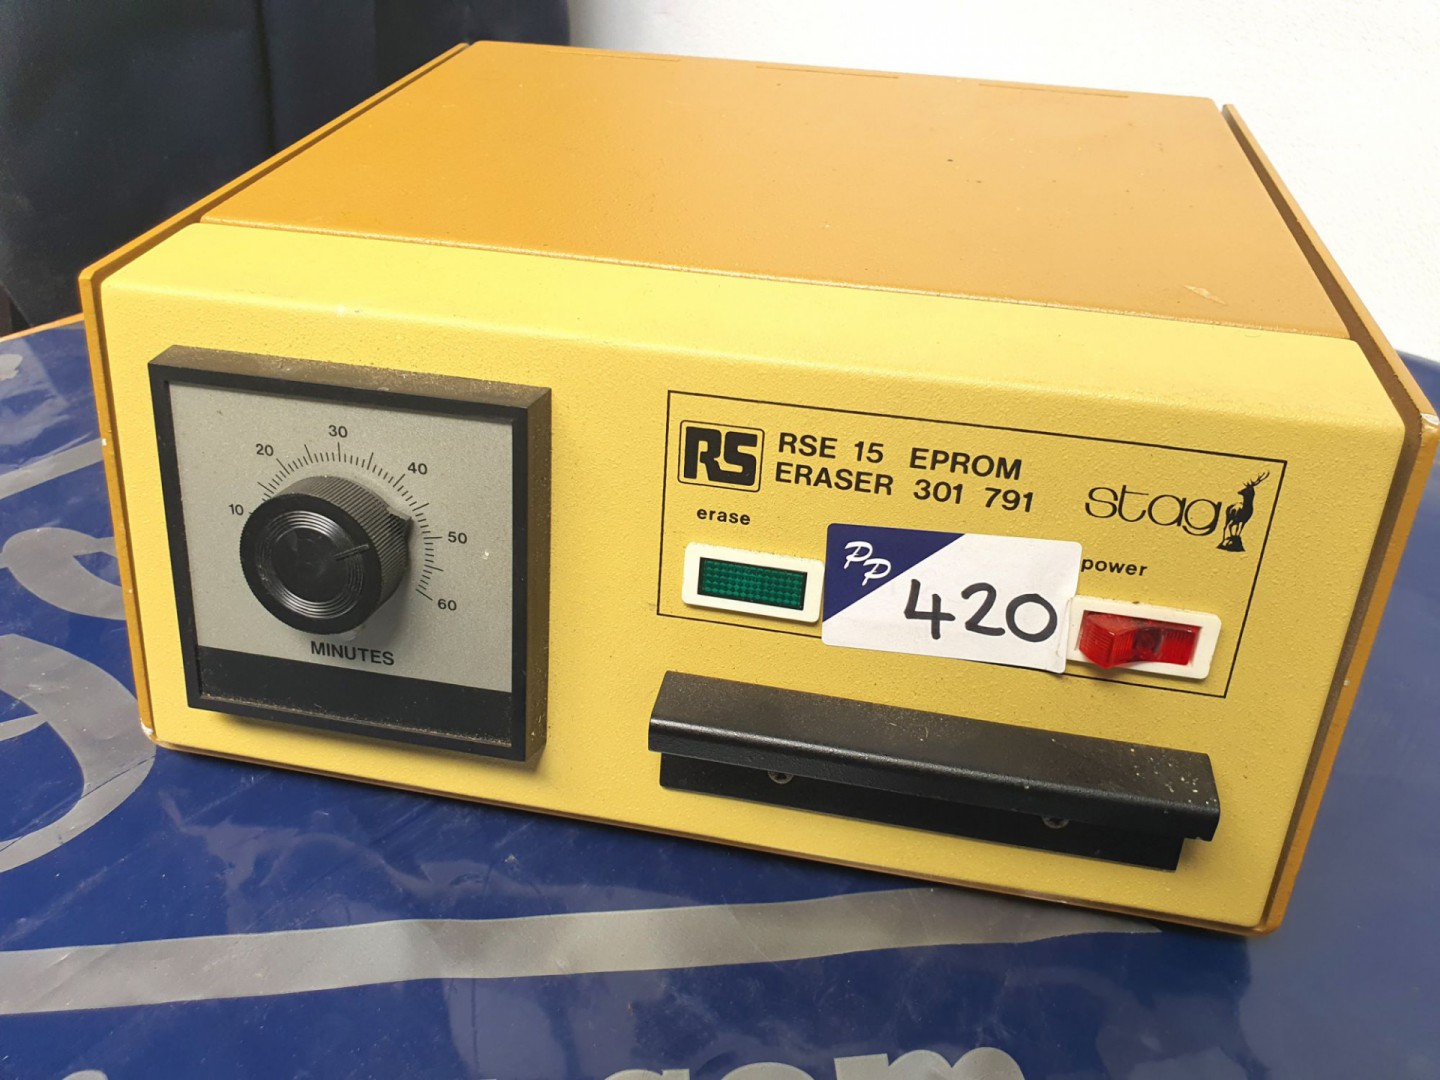 10
20
30
40
50
60
MINUTES
RS
RSE 15 EPROM
ERASER 301 791
stag
erase
power
PP
420